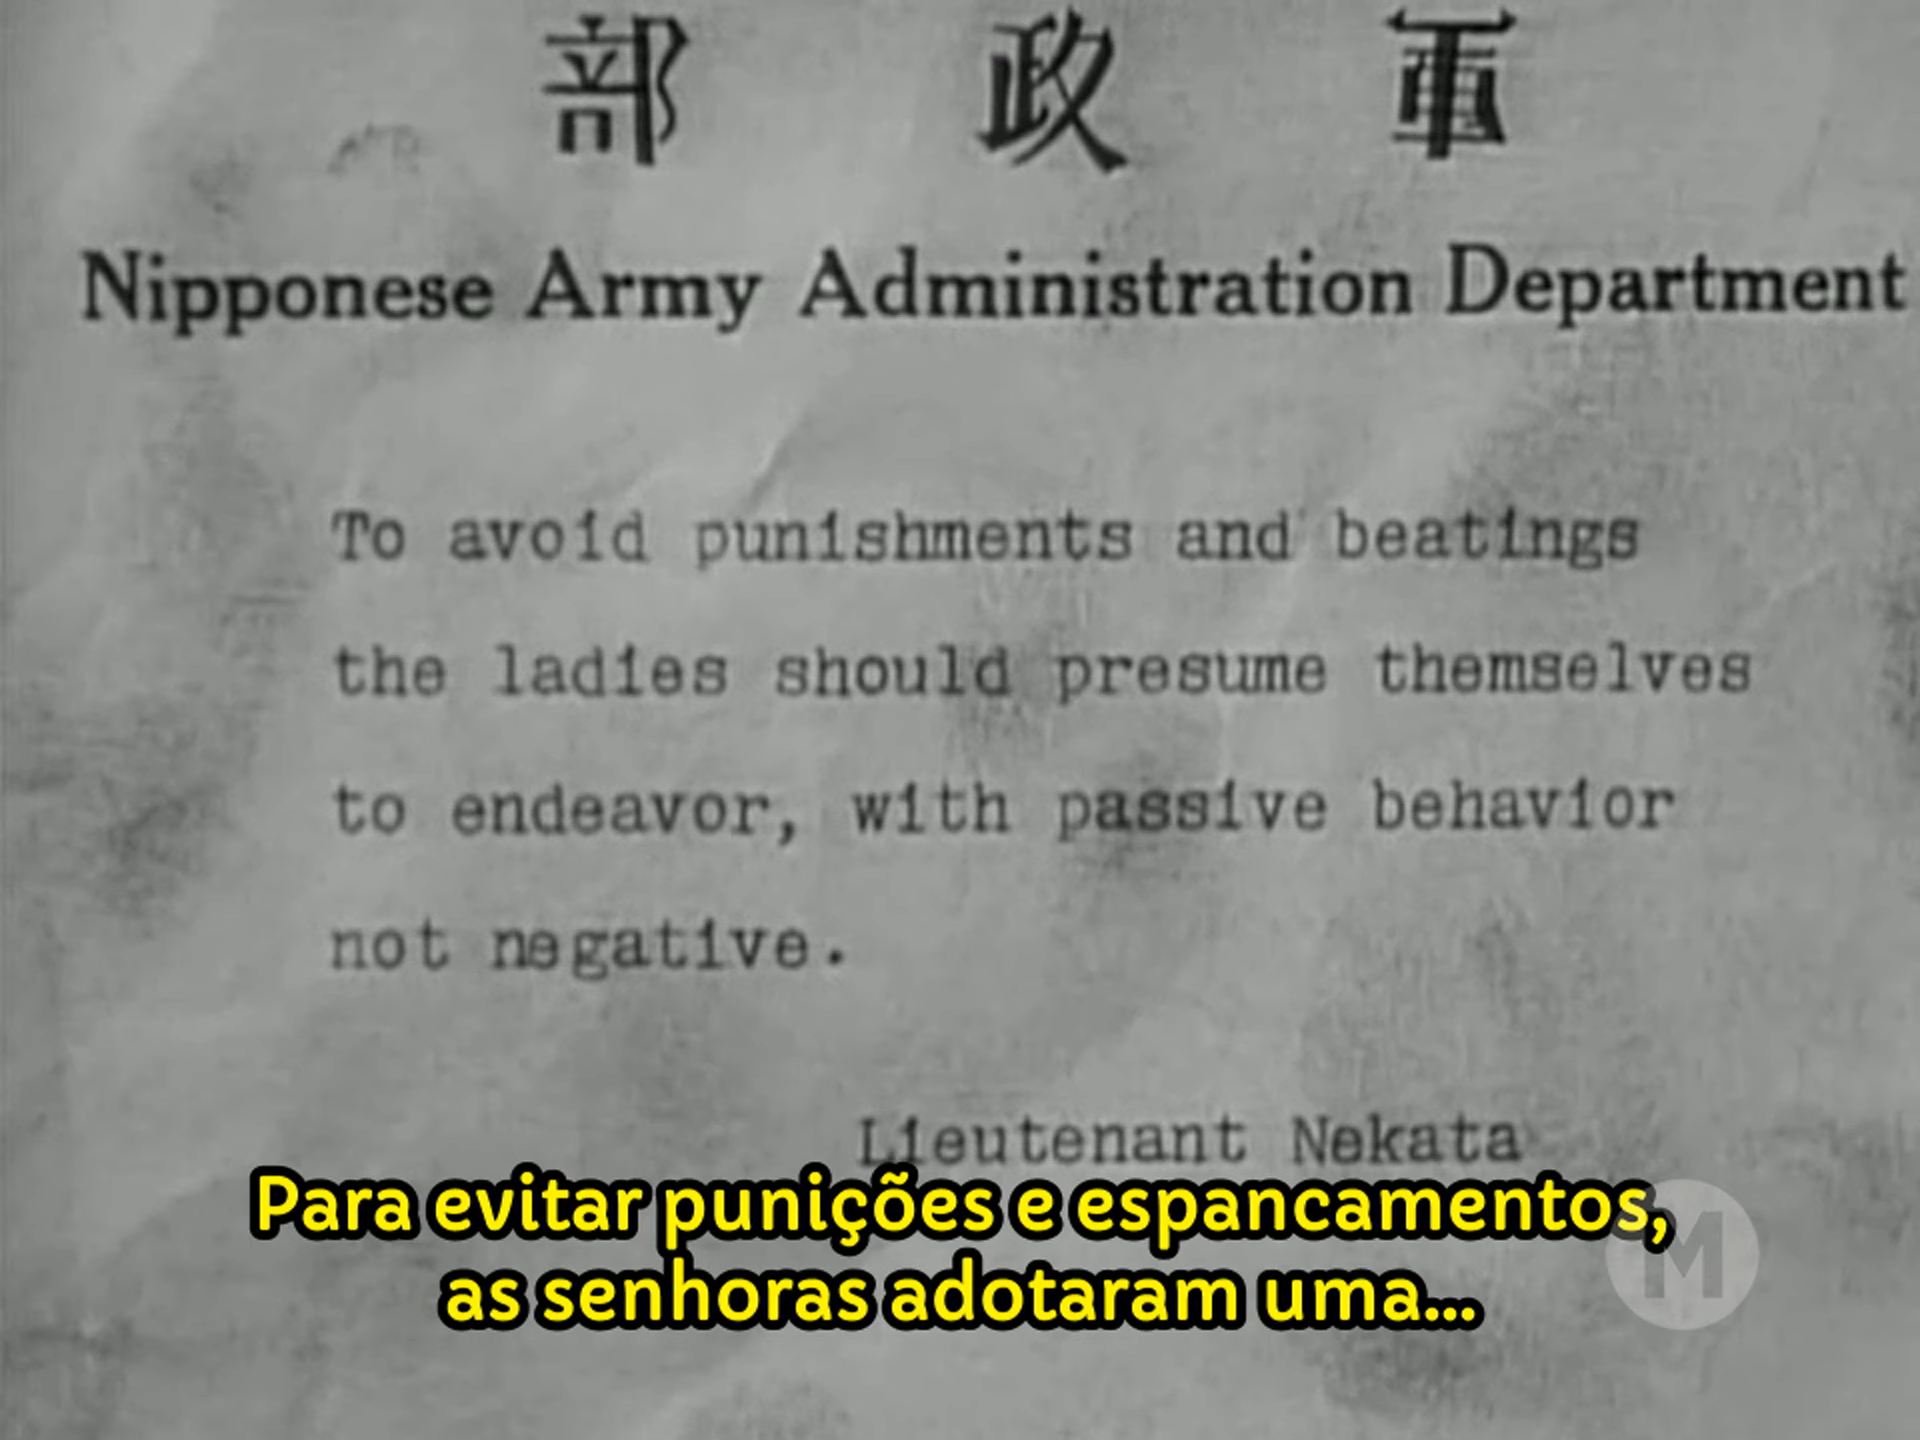 部 政 軍
Nipponese Army Administration Department
To avoid punishments and beatings
the ladies should presume themselves
to endeavor, with passive behavior
not negative.
Lieutenant Nekata
Para evitar punições e espancamentos,
as senhoras adotaram uma...
M